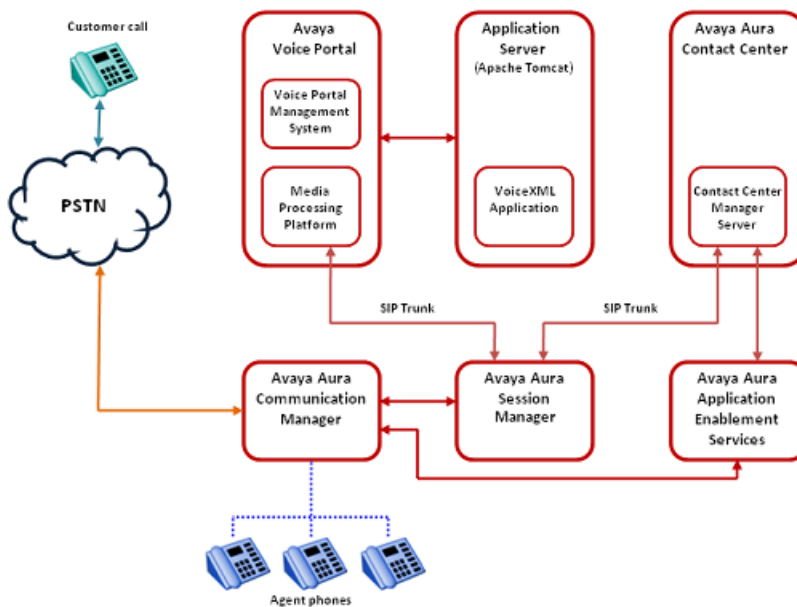 Customer call
PSTN
Avaya
Voice Portal
Voice Portal
Management
System
Media
Processing
Platform
Application
Server
(Apache Tomcat)
VoiceXML
Application
Avaya Aura
Contact Center
Contact Center
Manager
Server
SIP Trunk
SIP Trunk
Avaya Aura
Communication
Manager
Avaya Aura
Session
Manager
Avaya Aura
Application
Enablement
Services
Agent phones